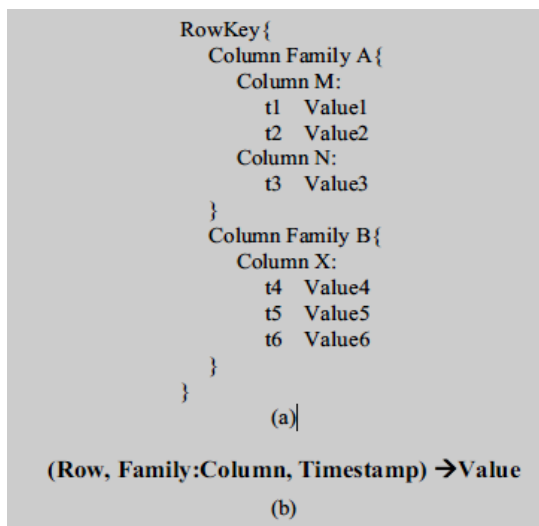 RowKey{
Column Family A{
Column M:
t1 Value1
t2 Value2
Column N:
t3 Value3
}
Column Family B{
Column X:
t4 Value4
t5 Value5
t6 Value6
}
}
(a)
(Row, Family:Column, Timestamp) →Value
(b)